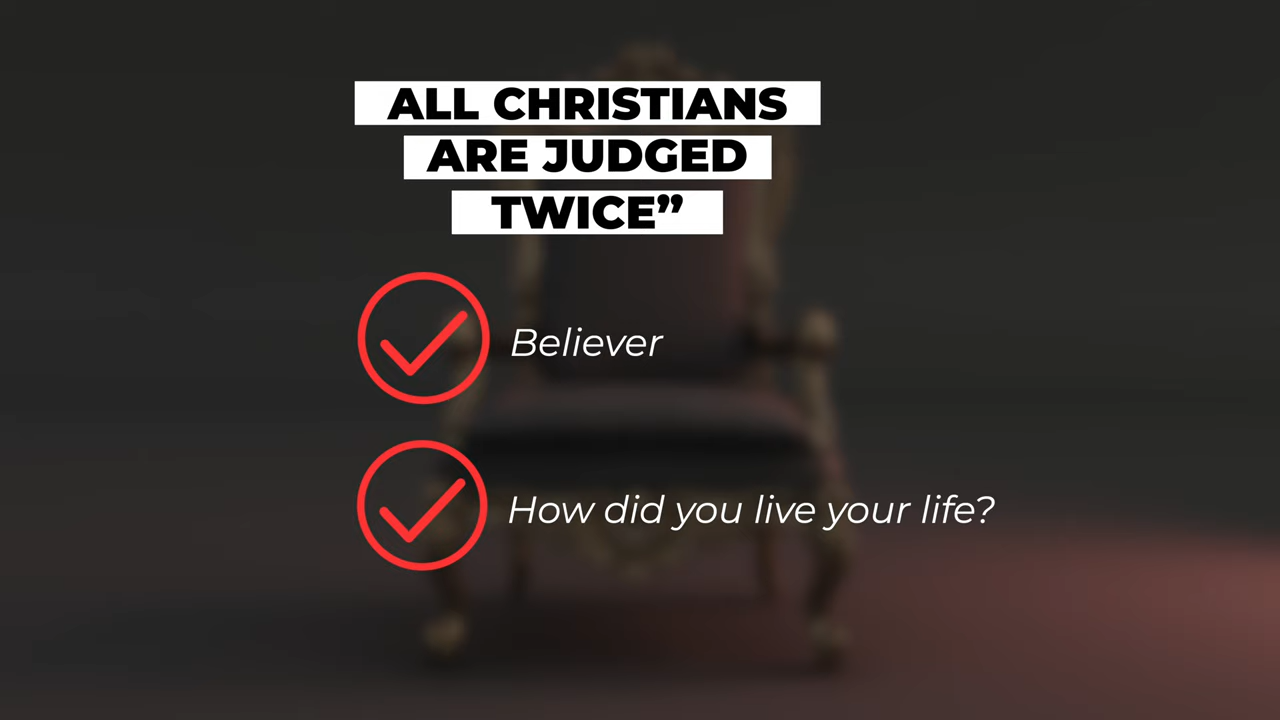 ALL CHRISTIANS
ARE JUDGED
TWICE”
Believer
How did you live your life?